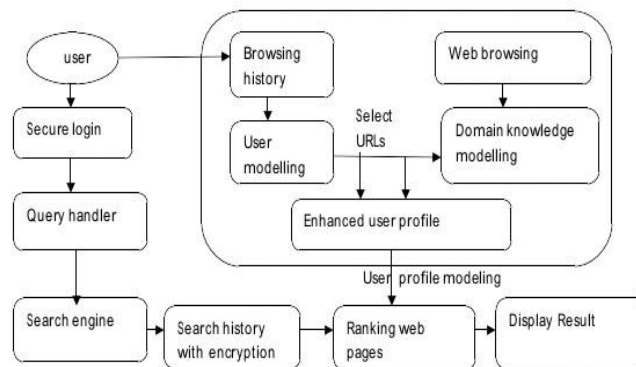 user
Browsing
history
Web browsing
Secure login
User
modelling
Select
URLs
Domain knowledge
modelling
Query handler
Enhanced user profile
User profile modeling
Search engine
Search history
with encryption
Ranking web
pages
Display Result